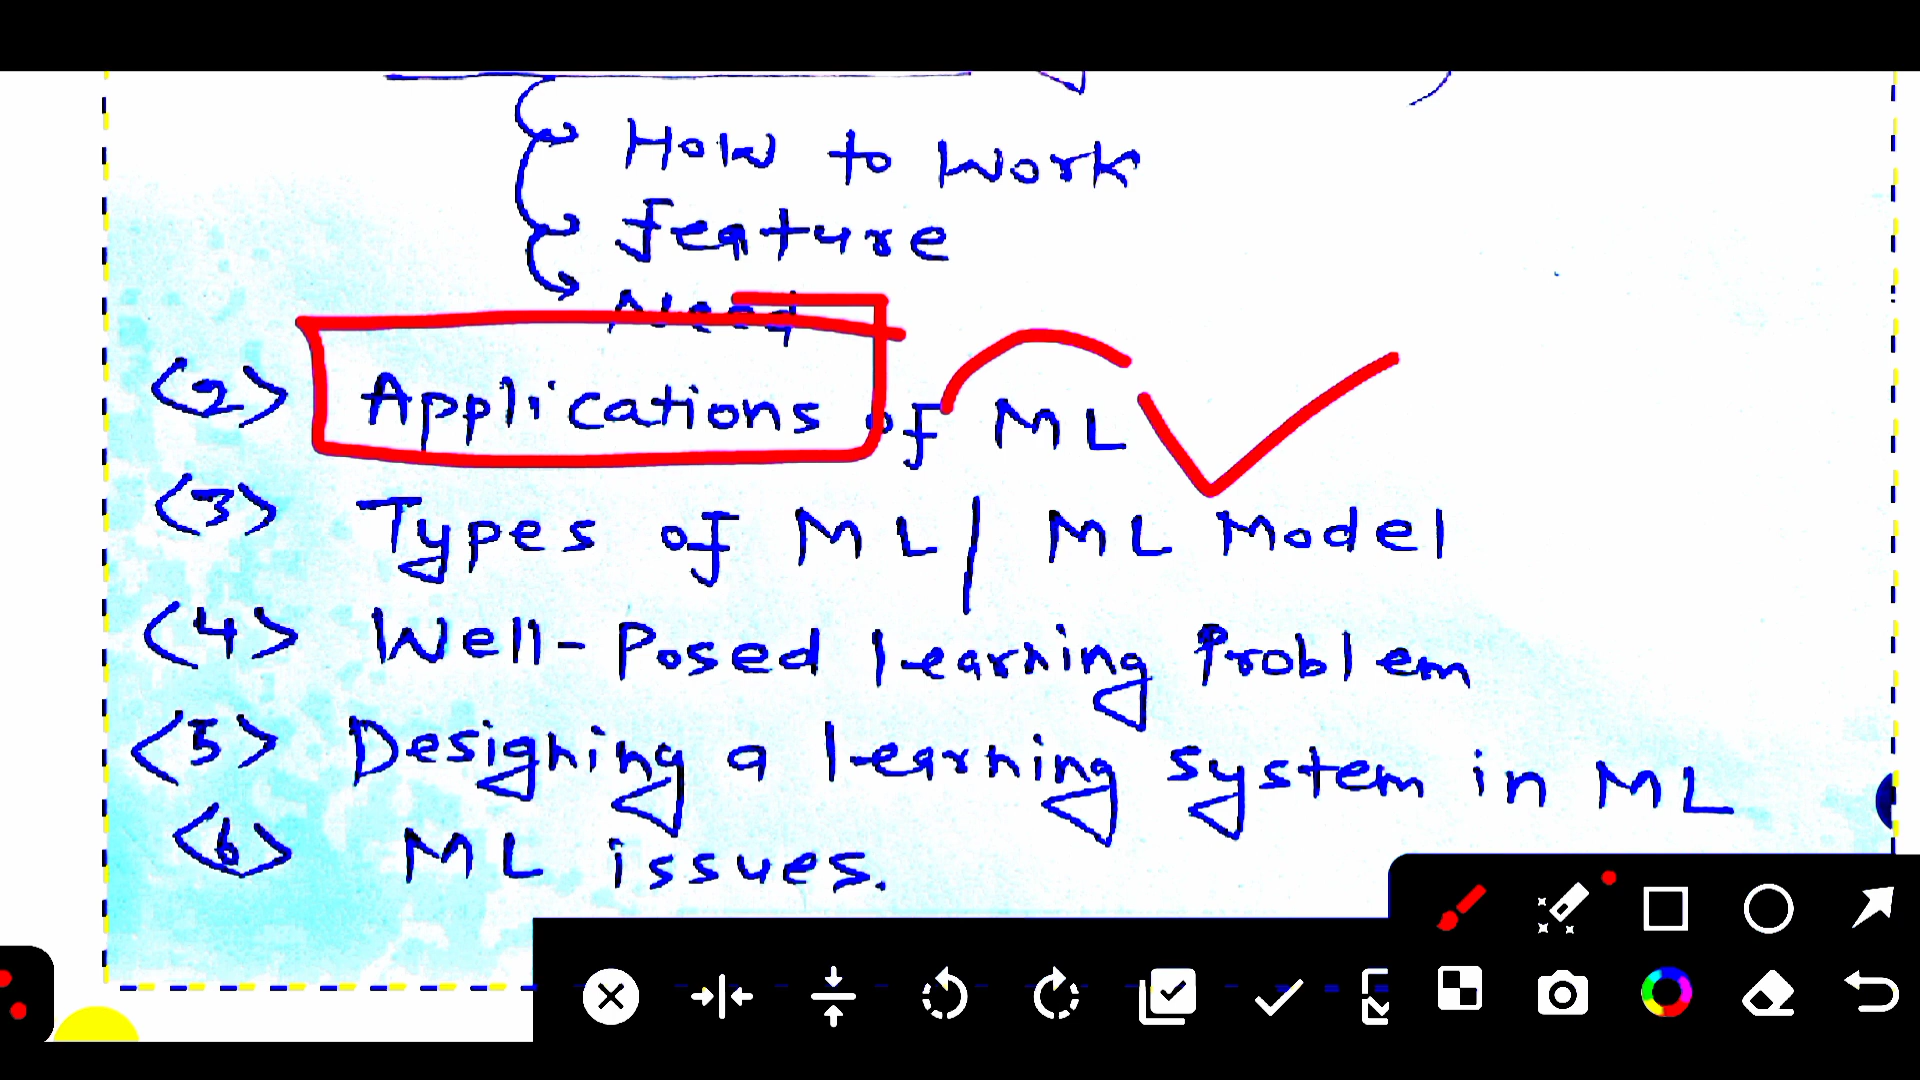 How to Work
feature
Need
(2) Applications of ML
(3) Types of ML / ML Model
(4) Well-Posed learning Problem
(5) Designing a learning system in ML
(6) ML issues.